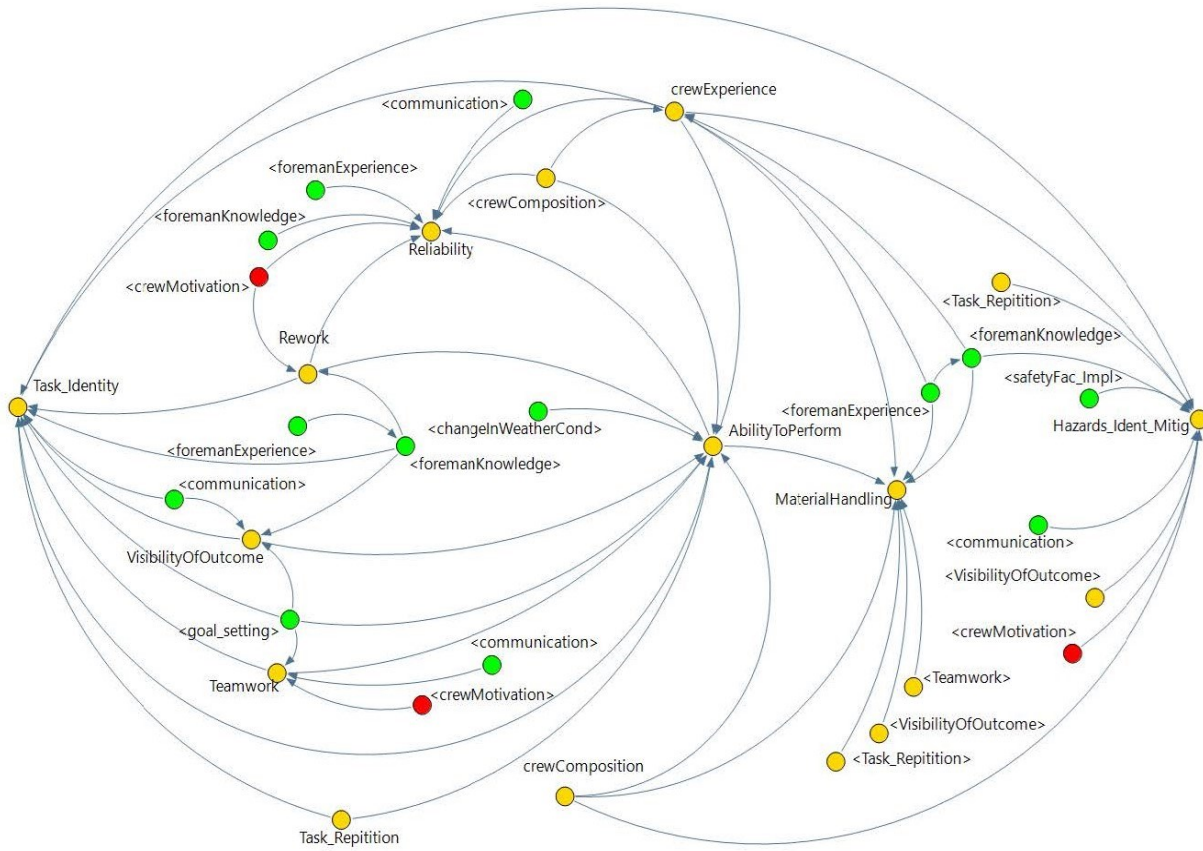 crewExperience
<communication>
<foremanExperience>
<crewComposition>
<foremanKnowledge>
Reliability
<crewMotivation>
<Task_Repitition>
Rework
<foremanKnowledge>
Task_Identity
<safetyFac_Impl>
<foremanExperience>
<changeInWeatherCond>
AbilityToPerform
Hazards_Ident_Mitig
<foremanExperience>
<foremanKnowledge>
<communication>
MaterialHandling
<communication>
VisibilityOfOutcome
<VisibilityOfOutcome>
<goal_setting>
<crewMotivation>
<communication>
<Teamwork>
Teamwork
<crewMotivation>
<VisibilityOfOutcome>
<Task_Repitition>
crewComposition
Task_Repitition